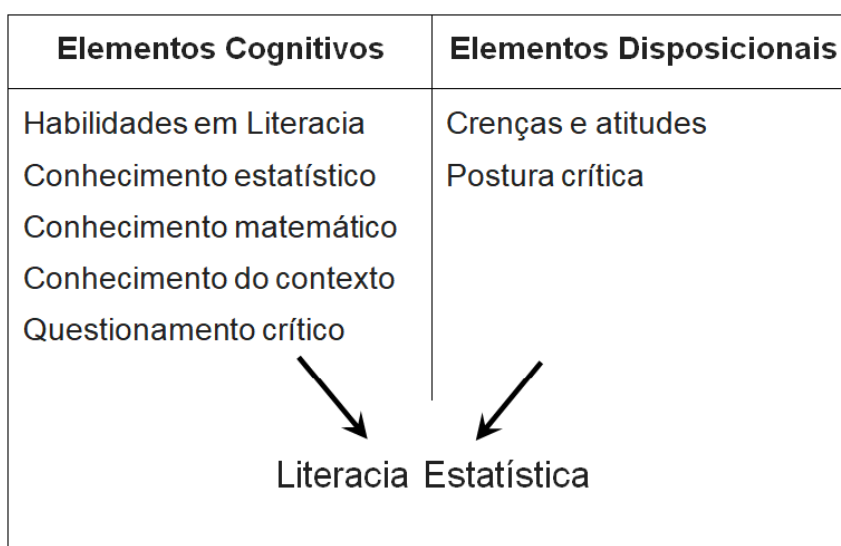 Elementos Cognitivos
Elementos Disposicionais
Habilidades em Literacia
Conhecimento estatístico
Conhecimento matemático
Conhecimento do contexto
Questionamento crítico
Crenças e atitudes
Postura crítica
Literacia Estatística